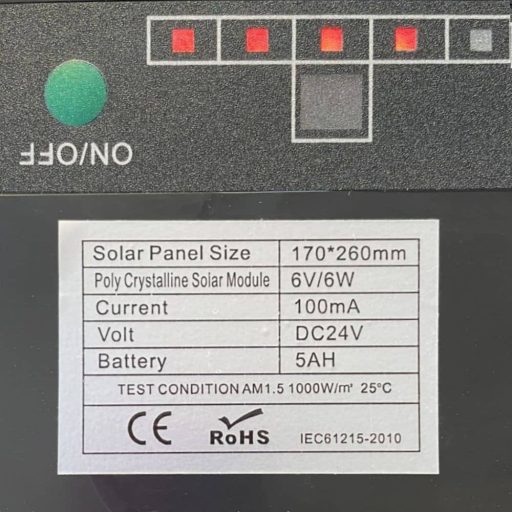 ON/OFF
Solar Panel Size 170*260mm
Poly Crystalline Solar Module 6V/6W
Current 100mA
Volt DC24V
Battery 5AH
TEST CONDITION AM1.5 1000W/m² 25℃
CE RoHS IEC61215-2010